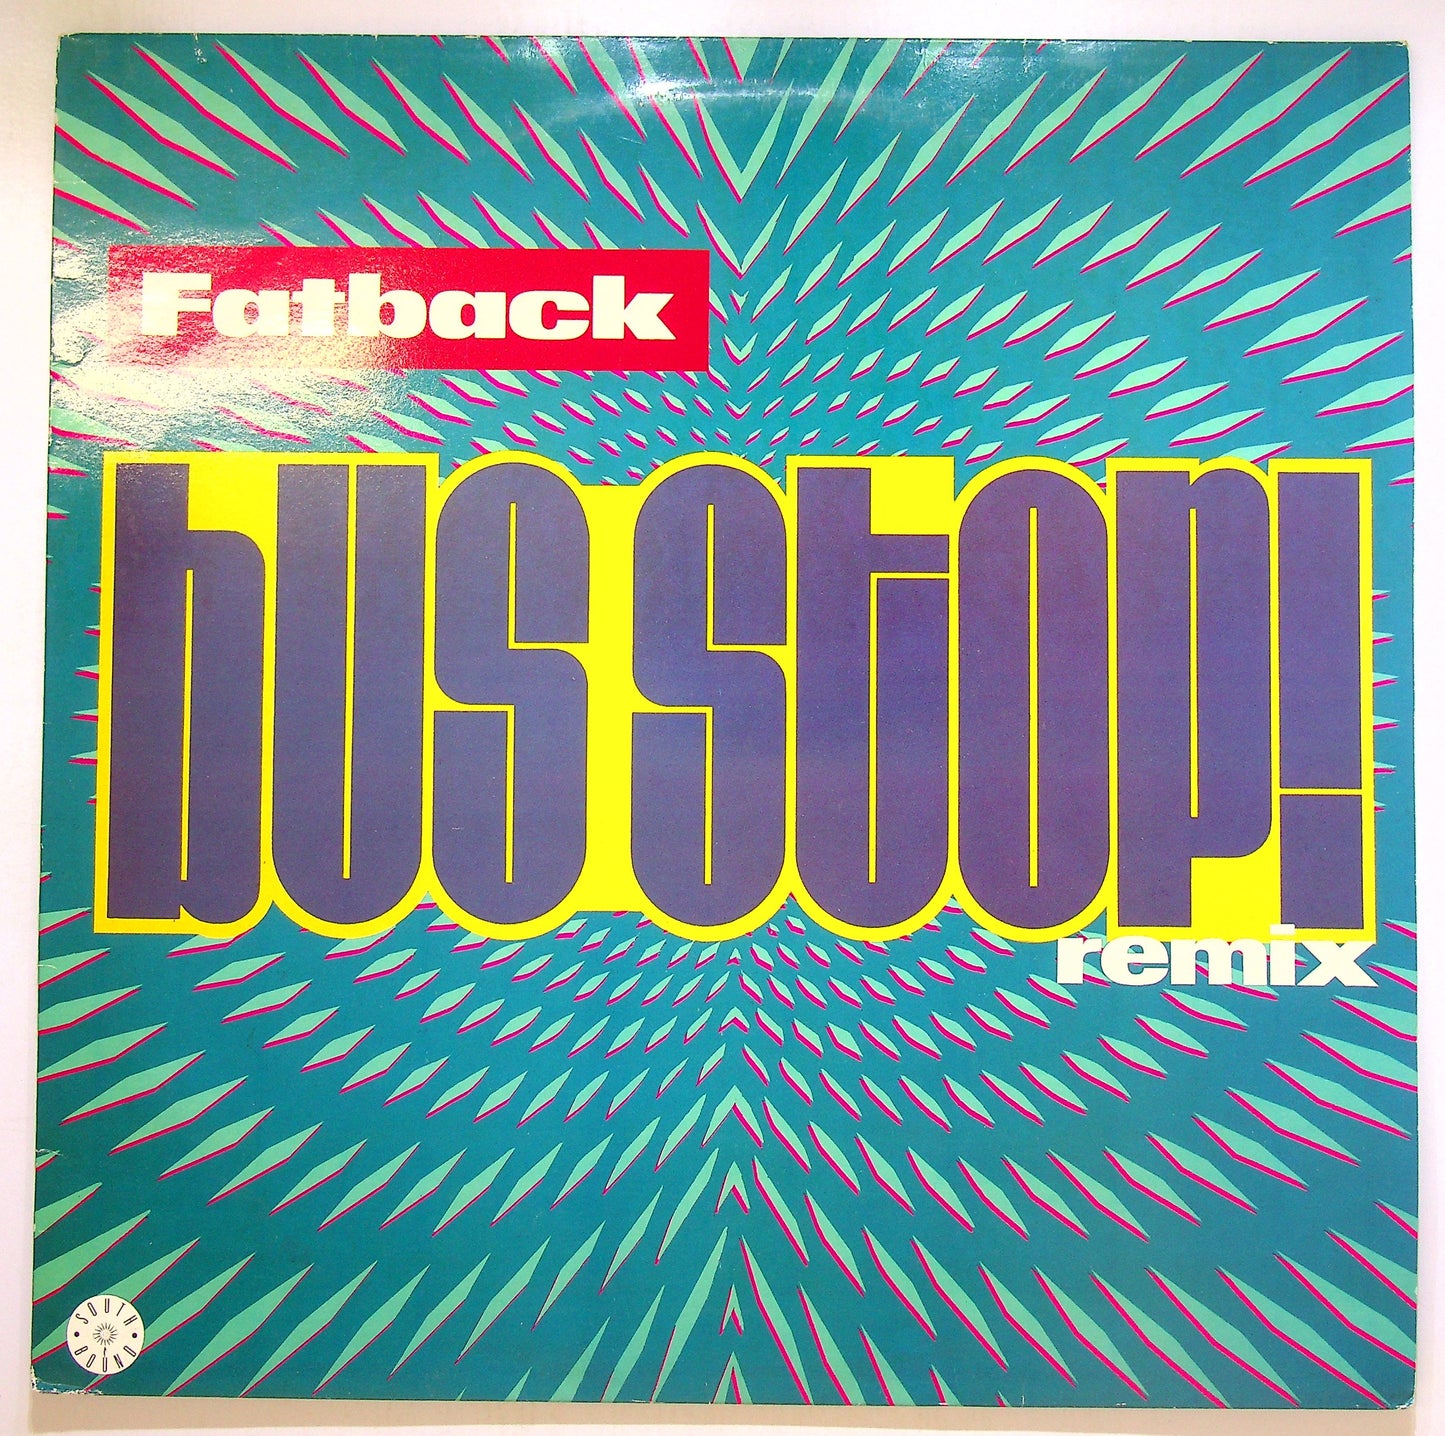 Fatback
bus stop!
remix
SOUTH
BOUND